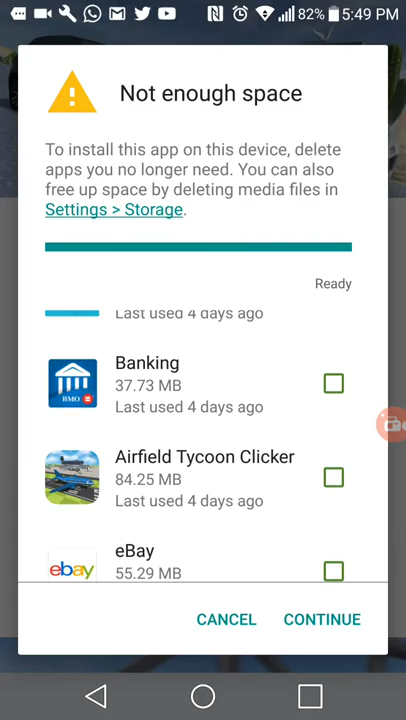 82% 5:49 PM
Not enough space
To install this app on this device, delete
apps you no longer need. You can also
free up space by deleting media files in
Settings > Storage.
Ready
Last used 4 days ago
Banking
37.73 MB
BMO
Last used 4 days ago
Airfield Tycoon Clicker
84.25 MB
Last used 4 days ago
eBay
ebay
55.29 MB
CANCEL CONTINUE